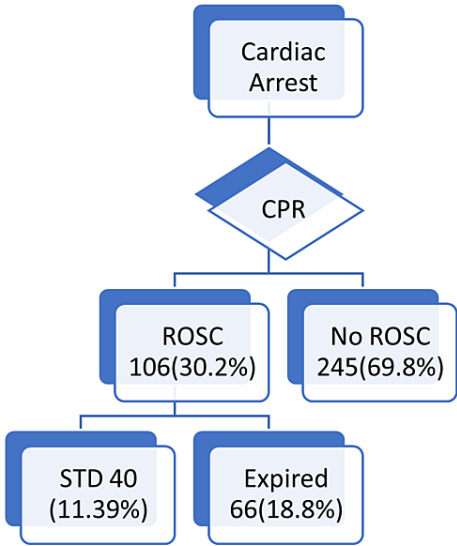 Cardiac
Arrest
CPR
ROSC
106(30.2%)
No ROSC
245(69.8%)
STD 40
(11.39%)
Expired
66(18.8%)